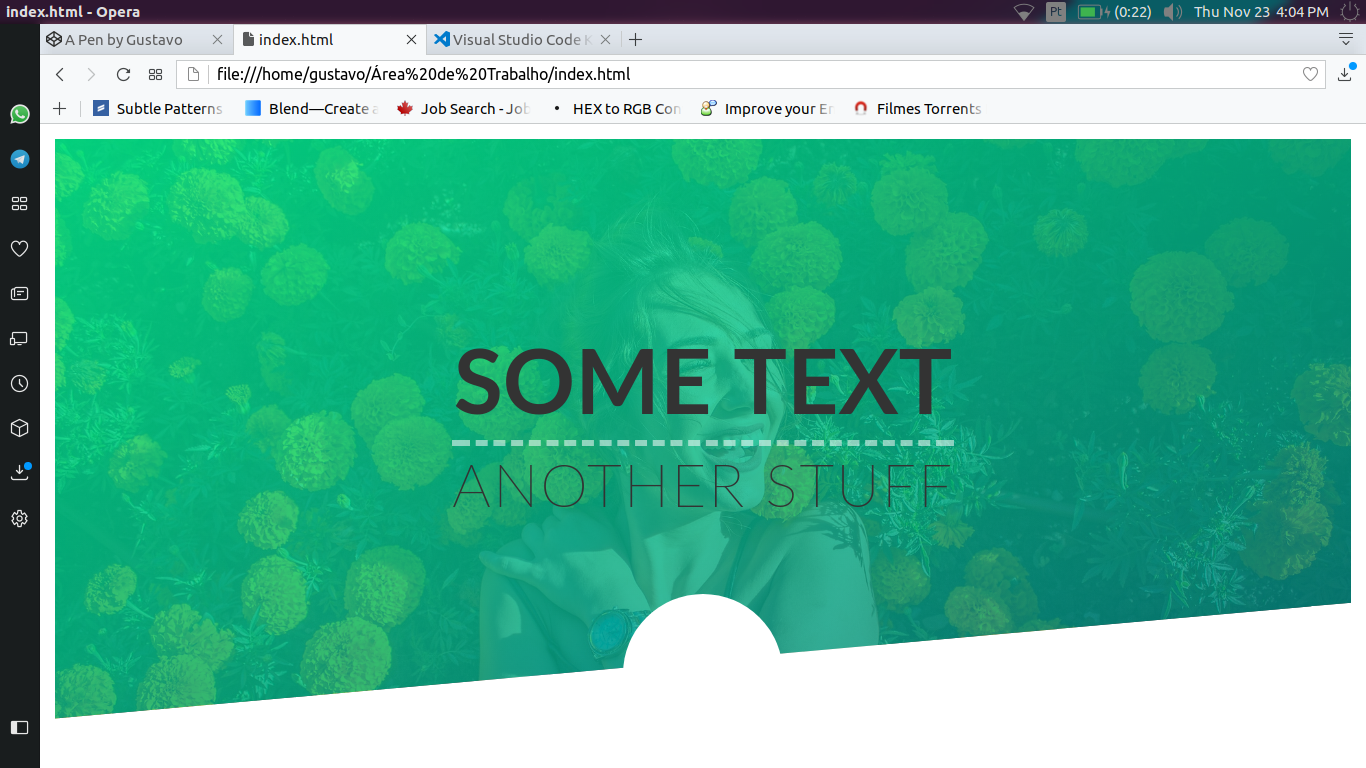 index.html - Opera
Pt (0:22) Thu Nov 23 4:04 PM
A Pen by Gustavo
index.html
Visual Studio Code K
file:///home/gustavo/Área%20de%20Trabalho/index.html
Subtle Patterns
Blend—Create a
Job Search - Job
HEX to RGB Con
Improve your En
Filmes Torrents
SOME TEXT
ANOTHER STUFF